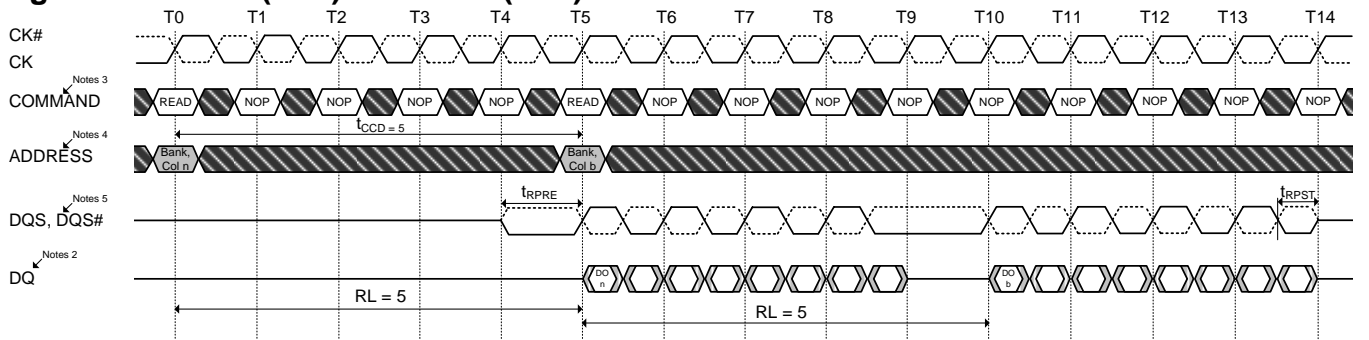 T0 T1 T2 T3 T4 T5 T6 T7 T8 T9 T10 T11 T12 T13 T14
CK#
CK
Notes 3
COMMAND READ NOP NOP NOP NOP READ NOP NOP NOP NOP NOP NOP NOP NOP NOP
tCCD = 5
Notes 4
ADDRESS Bank, Col n Bank, Col b
Notes 5
tRPRE tRPST
DQS, DQS#
Notes 2
DQ DO n DO b
RL = 5
RL = 5